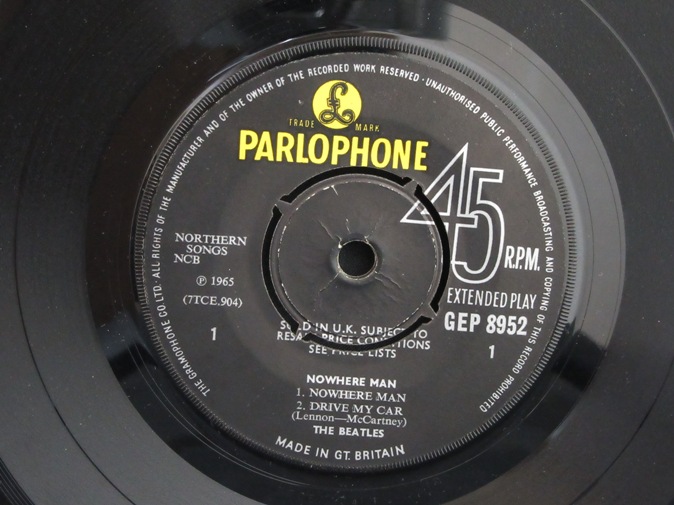 THE GRAMOPHONE CO LTD. · ALL RIGHTS OF THE MANUFACTURER AND OF THE OWNER OF THE RECORDED WORK RESERVED · UNAUTHORISED PUBLIC PERFORMANCE BROADCASTING AND COPYING OF THIS RECORD PROHIBITED
£
TRADE MARK
PARLOPHONE
45 R.P.M.
EXTENDED PLAY
GEP 8952
1
NORTHERN
SONGS
NCB
℗ 1965
(7TCE.904)
1
SOLD IN U.K. SUBJECT TO
RESALE PRICE CONDITIONS
SEE PRICE LISTS
NOWHERE MAN
1. NOWHERE MAN
2. DRIVE MY CAR
(Lennon—McCartney)
THE BEATLES
MADE IN GT. BRITAIN